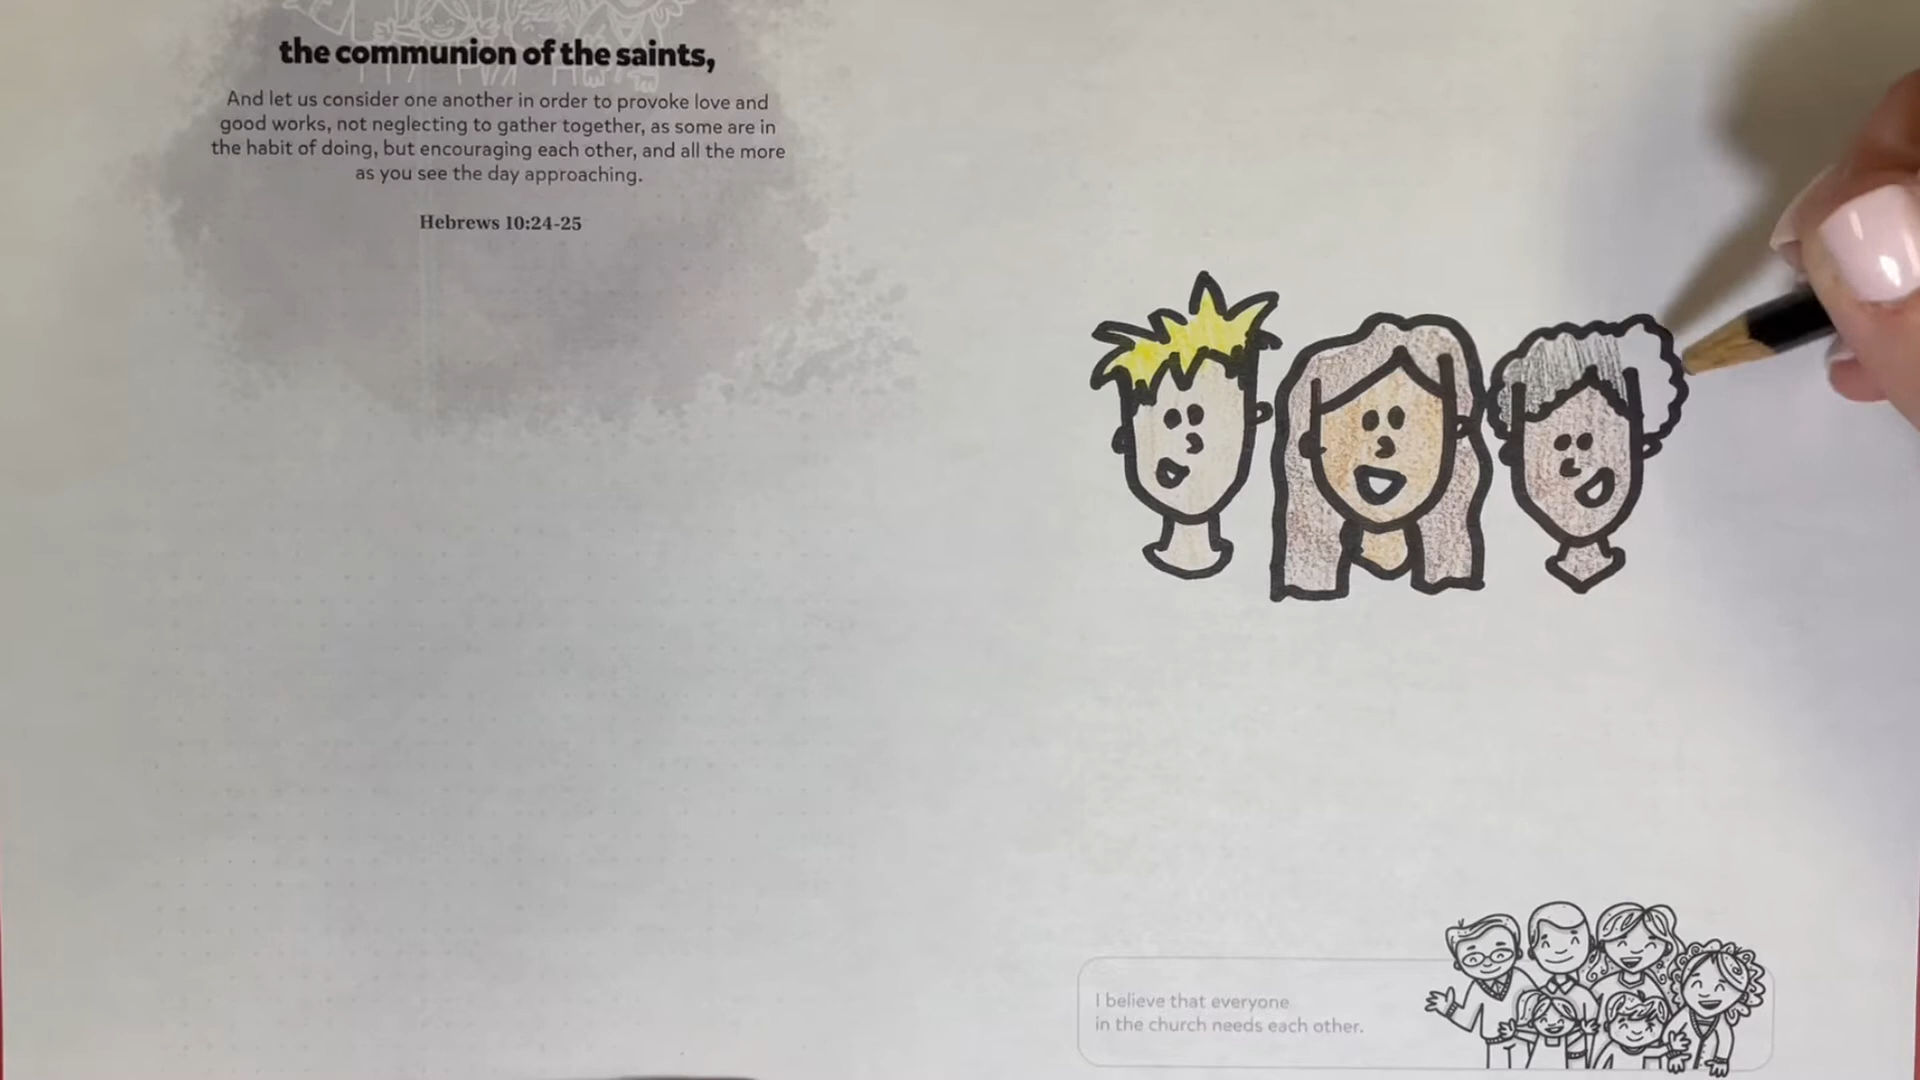 the communion of the saints,
And let us consider one another in order to provoke love and
good works, not neglecting to gather together, as some are in
the habit of doing, but encouraging each other, and all the more
as you see the day approaching.
Hebrews 10:24-25
I believe that everyone
in the church needs each other.